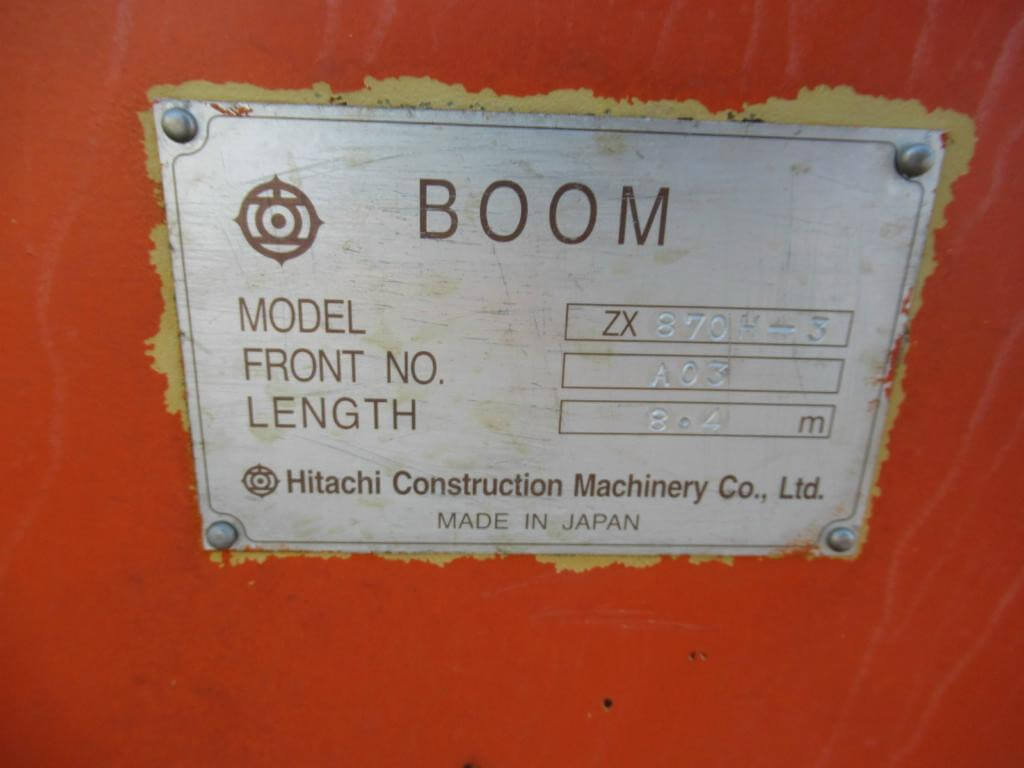 BOOM
MODEL ZX 870H-3
FRONT NO. A03
LENGTH 8.4 m
Hitachi Construction Machinery Co., Ltd.
MADE IN JAPAN